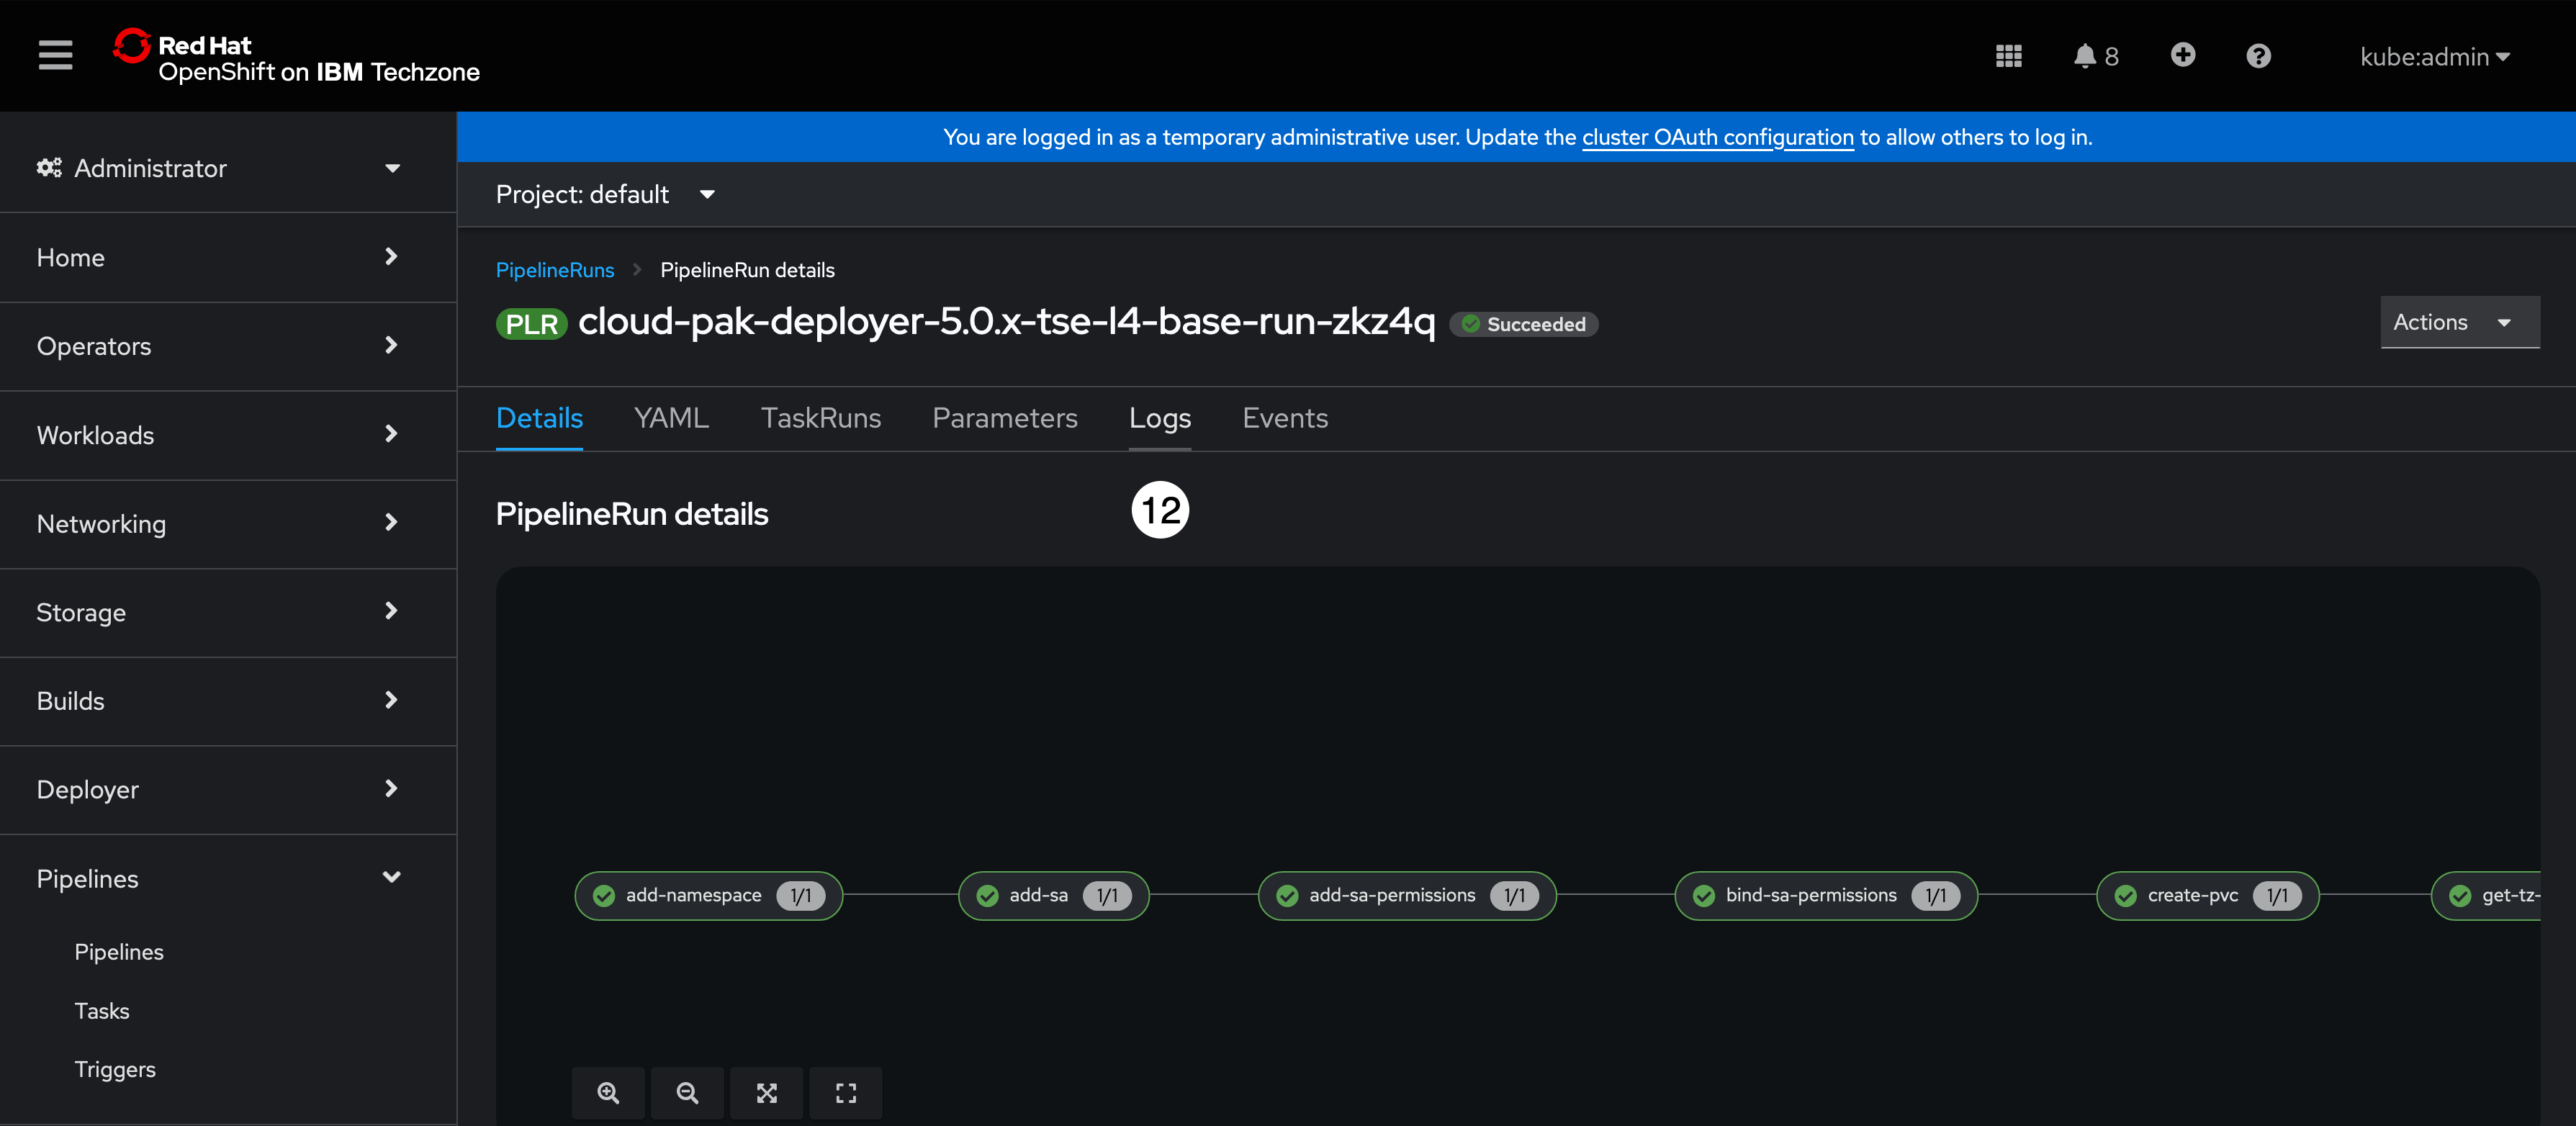 Red Hat
OpenShift on IBM Techzone
8
kube:admin
Administrator
You are logged in as a temporary administrative user. Update the cluster OAuth configuration to allow others to log in.
Project: default
Home
PipelineRuns
PipelineRun details
PLR cloud-pak-deployer-5.0.x-tse-l4-base-run-zkz4q Succeeded
Actions
Operators
Workloads
Details
YAML
TaskRuns
Parameters
Logs
Events
Networking
PipelineRun details
12
Storage
Builds
Deployer
Pipelines
add-namespace 1/1
add-sa 1/1
add-sa-permissions 1/1
bind-sa-permissions 1/1
create-pvc 1/1
get-tz-
Pipelines
Tasks
Triggers